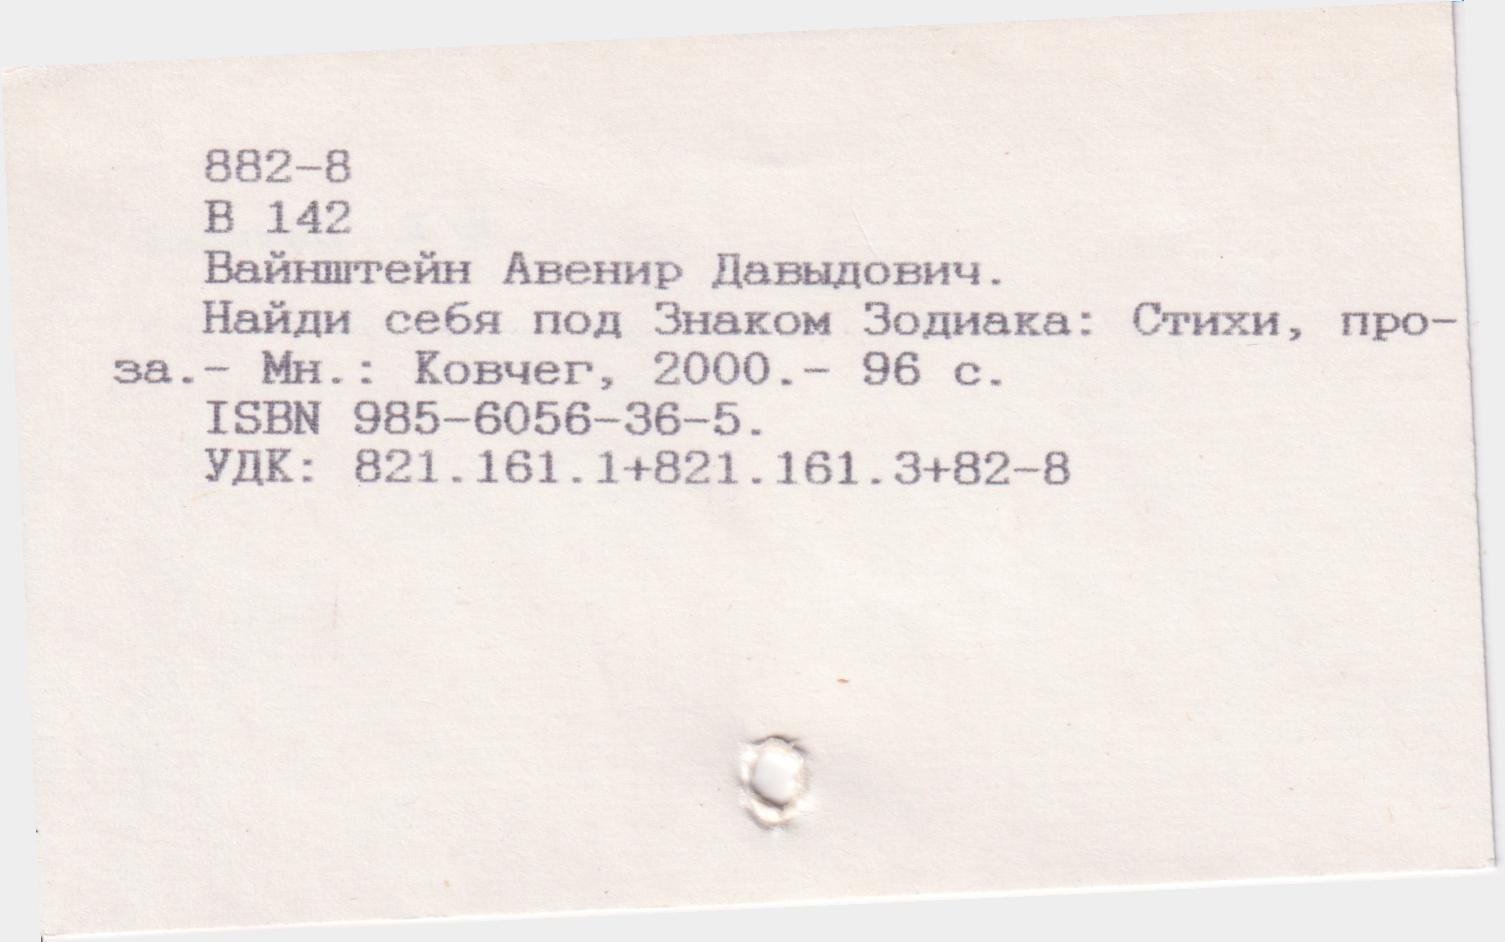 882-8
В 142
Вайнштейн Авенир Давыдович.
Найди себя под Знаком Зодиака: Стихи, про-
за.- Мн.: Ковчег, 2000.- 96 с.
ISBN 985-6056-36-5.
УДК: 821.161.1+821.161.3+82-8